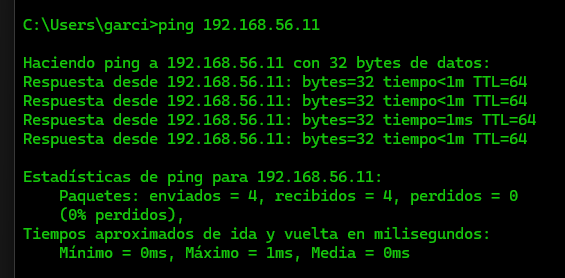 C:\Users\garci>ping 192.168.56.11
Haciendo ping a 192.168.56.11 con 32 bytes de datos:
Respuesta desde 192.168.56.11: bytes=32 tiempo<1m TTL=64
Respuesta desde 192.168.56.11: bytes=32 tiempo<1m TTL=64
Respuesta desde 192.168.56.11: bytes=32 tiempo=1ms TTL=64
Respuesta desde 192.168.56.11: bytes=32 tiempo<1m TTL=64
Estadísticas de ping para 192.168.56.11:
Paquetes: enviados = 4, recibidos = 4, perdidos = 0
(0% perdidos),
Tiempos aproximados de ida y vuelta en milisegundos:
Mínimo = 0ms, Máximo = 1ms, Media = 0ms